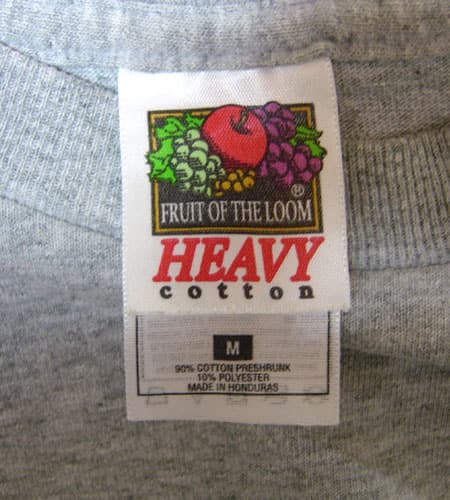 ®
FRUIT OF THE LOOM
HEAVY
cotton
M
90% COTTON PRESHRUNK
10% POLYESTER
MADE IN HONDURAS